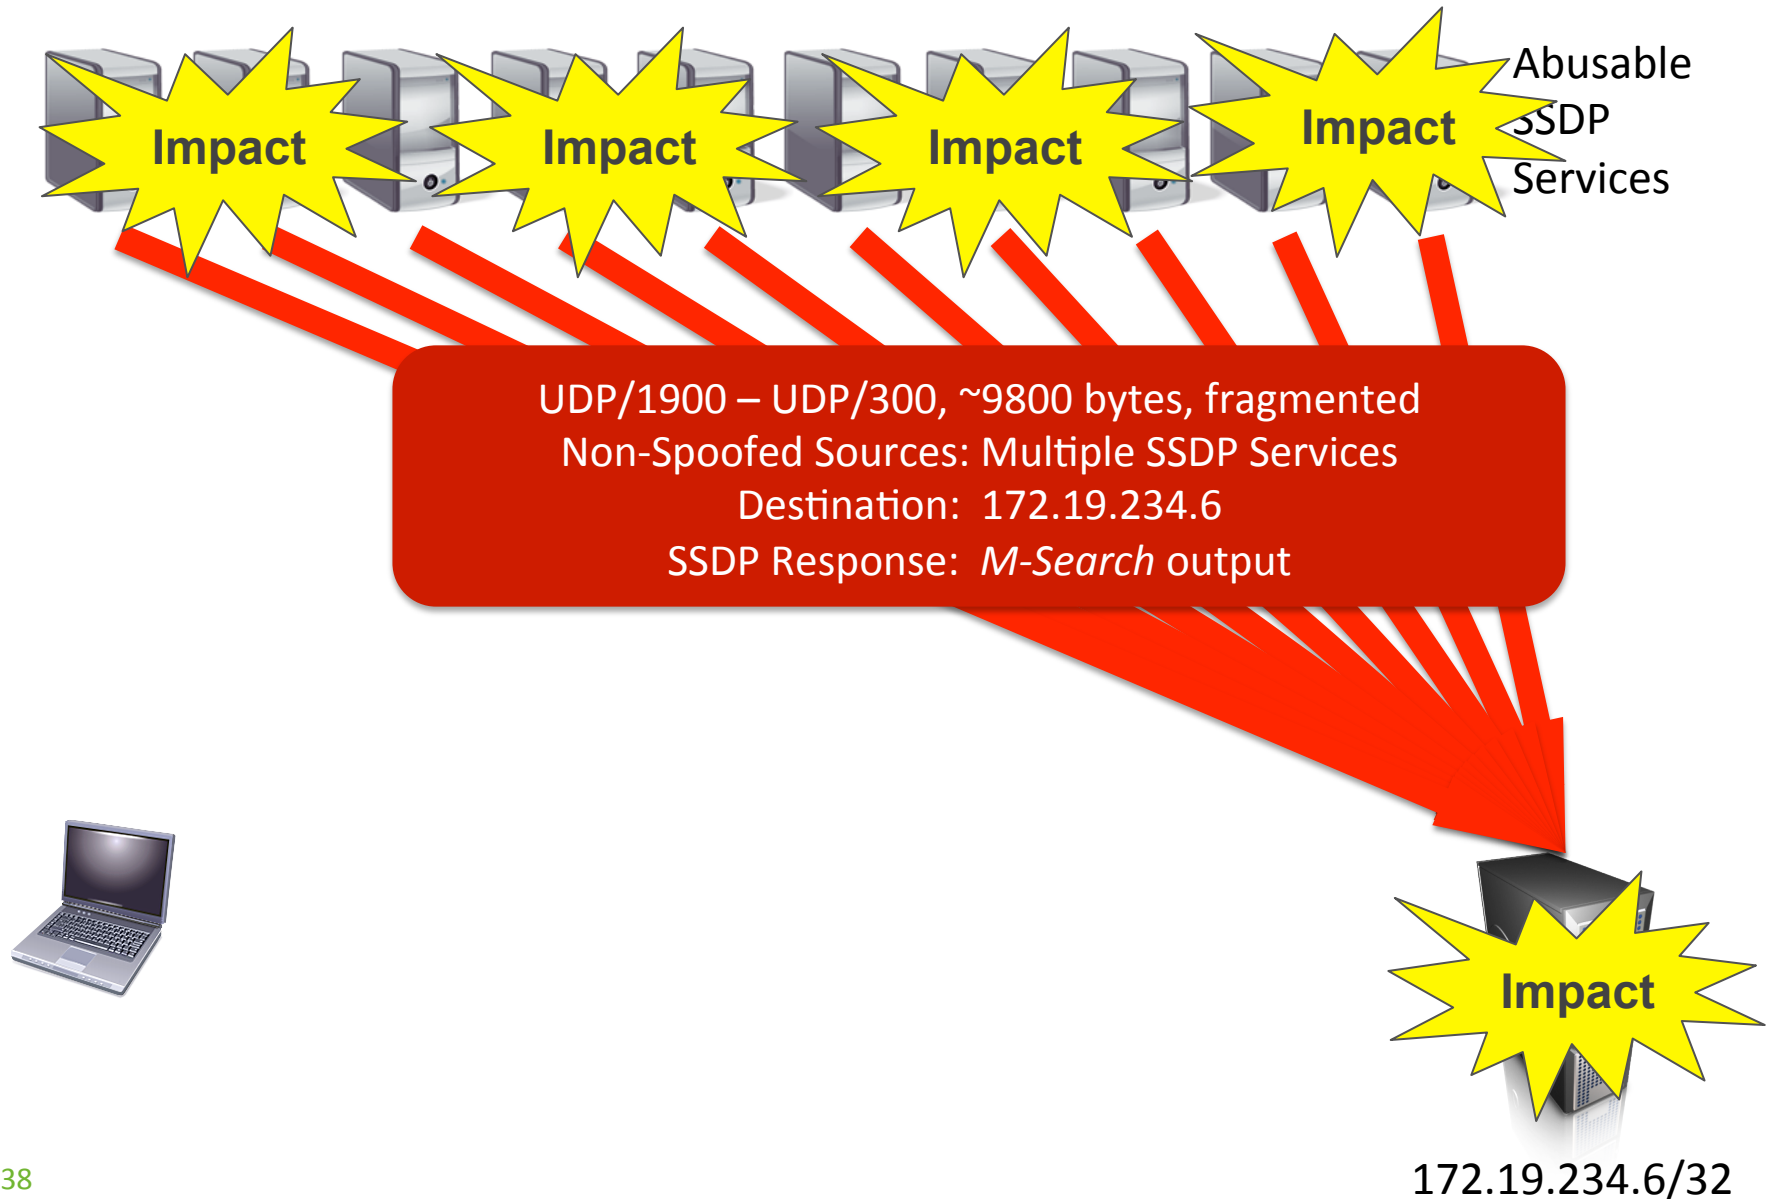 Abusable
SSDP
Services
Impact
Impact
Impact
Impact
UDP/1900 – UDP/300, ~9800 bytes, fragmented
Non-Spoofed Sources: Multiple SSDP Services
Destination: 172.19.234.6
SSDP Response: M-Search output
Impact
172.19.234.6/32
38